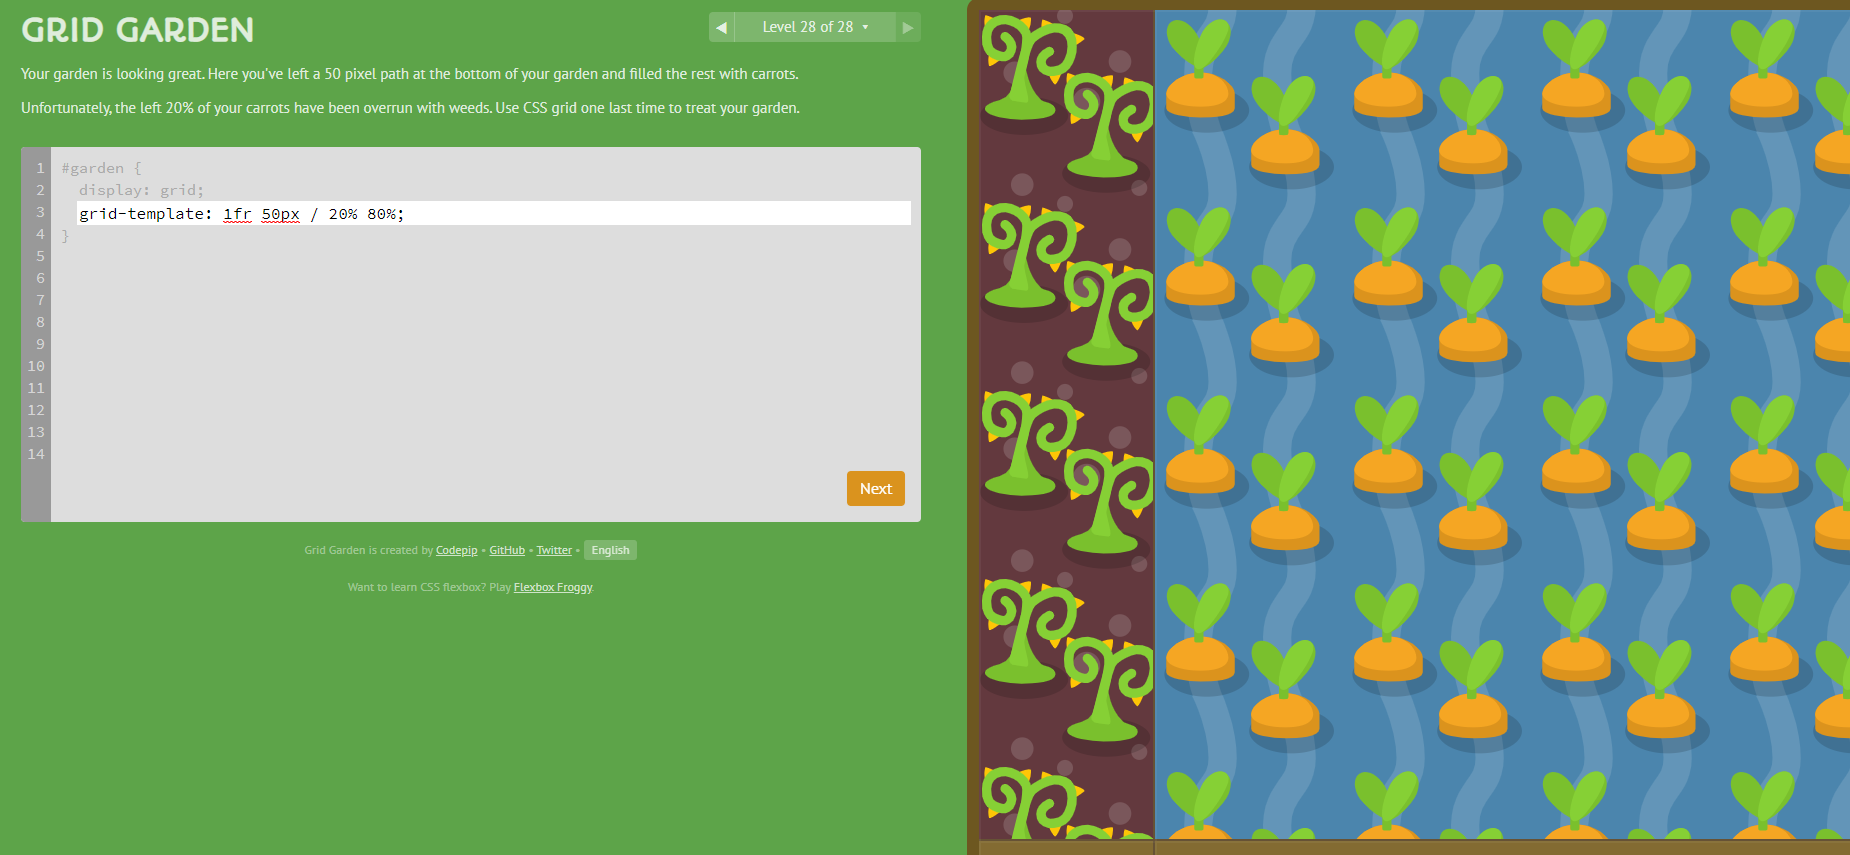 GRID GARDEN
◀ Level 28 of 28 ▾ ▶
Your garden is looking great. Here you've left a 50 pixel path at the bottom of your garden and filled the rest with carrots.
Unfortunately, the left 20% of your carrots have been overrun with weeds. Use CSS grid one last time to treat your garden.
1 #garden {
2 display: grid;
3 grid-template: 1fr 50px / 20% 80%;
4 }
5
6
7
8
9
10
11
12
13
14
Next
Grid Garden is created by Codepip • GitHub • Twitter • English
Want to learn CSS flexbox? Play Flexbox Froggy.